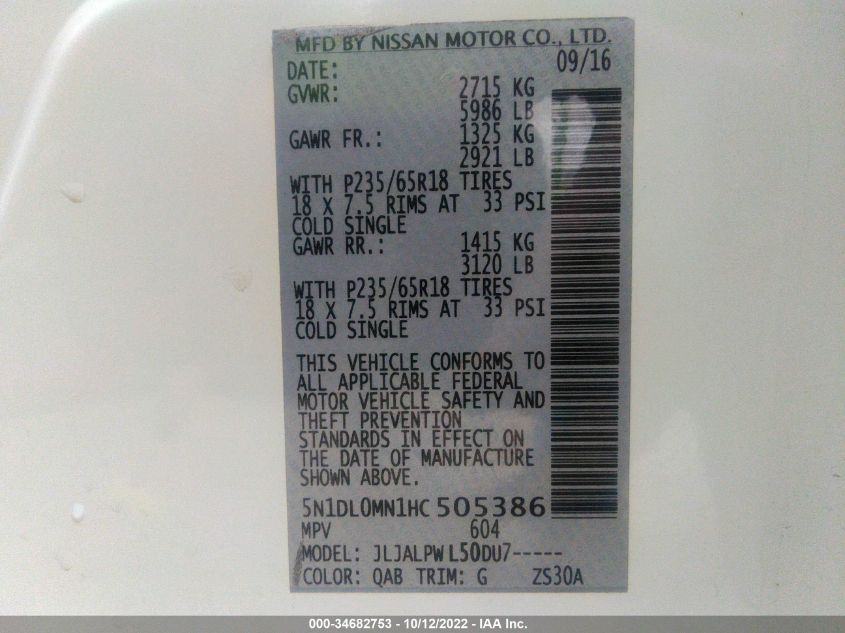 MFD BY NISSAN MOTOR CO., LTD.
DATE: 09/16
GVWR: 2715 KG
5986 LB
GAWR FR.: 1325 KG
2921 LB
WITH P235/65R18 TIRES
18 X 7.5 RIMS AT 33 PSI
COLD SINGLE
GAWR RR.: 1415 KG
3120 LB
WITH P235/65R18 TIRES
18 X 7.5 RIMS AT 33 PSI
COLD SINGLE
THIS VEHICLE CONFORMS TO
ALL APPLICABLE FEDERAL
MOTOR VEHICLE SAFETY AND
THEFT PREVENTION
STANDARDS IN EFFECT ON
THE DATE OF MANUFACTURE
SHOWN ABOVE.
5N1DL0MN1HC505386
MPV 604
MODEL: JLJALPWL50DU7-----
COLOR: QAB TRIM: G ZS30A
000-34682753 - 10/12/2022 - IAA Inc.